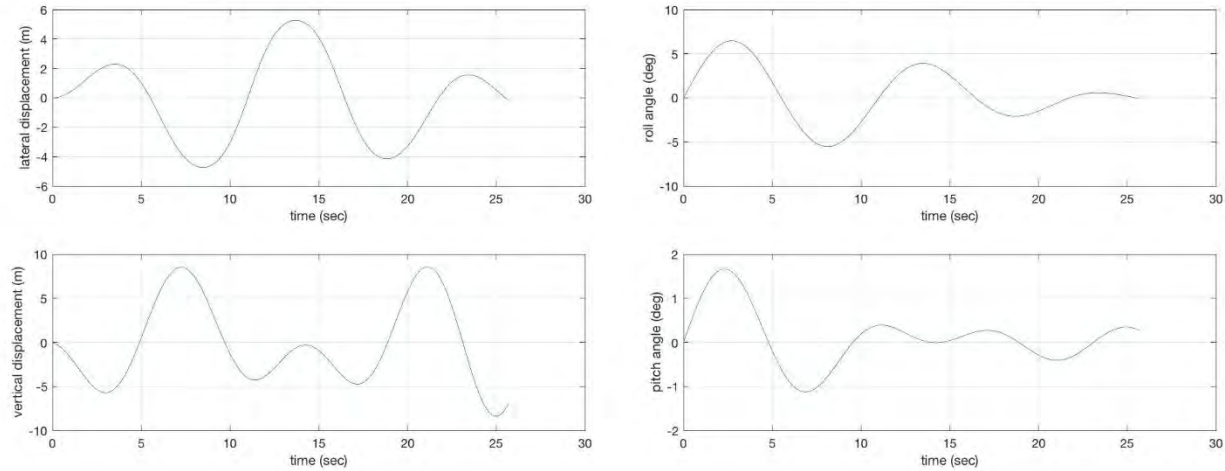 lateral displacement (m)
6
4
2
0
-2
-4
-6
0 5 10 15 20 25 30
time (sec)
roll angle (deg)
10
5
0
-5
-10
0 5 10 15 20 25 30
time (sec)
vertical displacement (m)
10
5
0
-5
-10
0 5 10 15 20 25 30
time (sec)
pitch angle (deg)
2
1
0
-1
-2
0 5 10 15 20 25 30
time (sec)